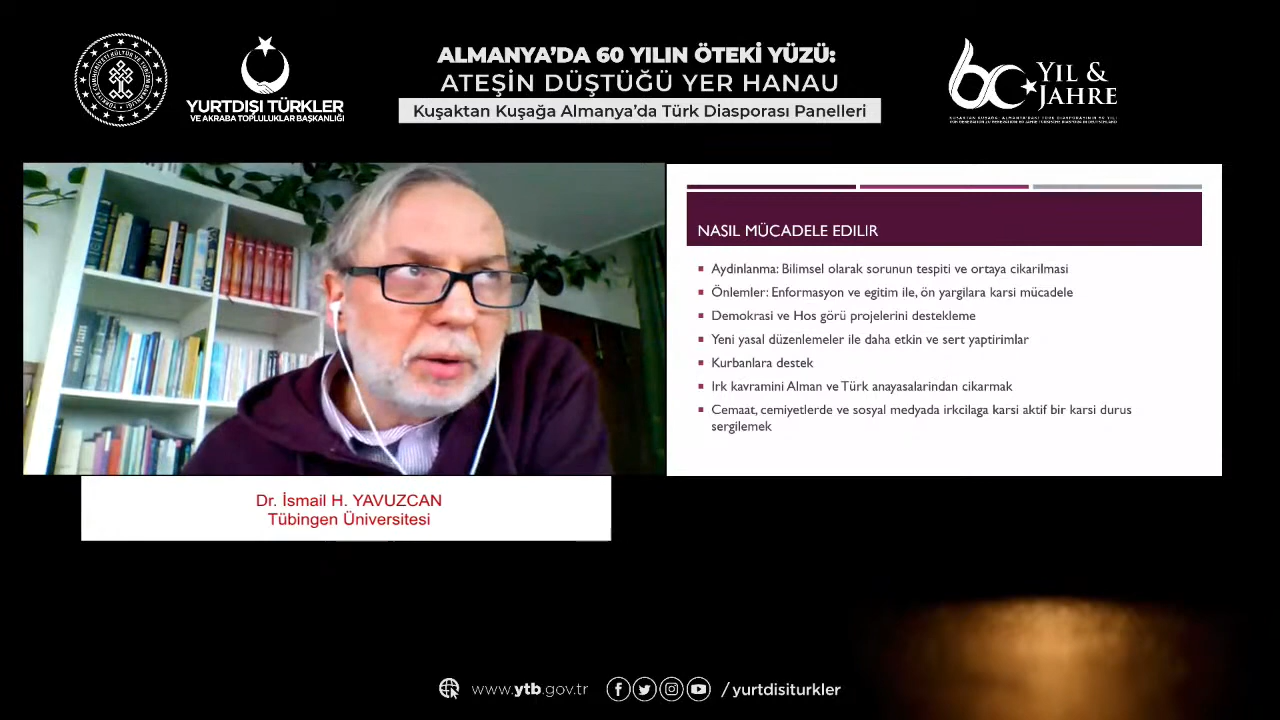 ALMANYA'DA 60 YILIN ÖTEKİ YÜZÜ:
ATEŞİN DÜŞTÜĞÜ YER HANAU
Kuşaktan Kuşağa Almanya'da Türk Diasporası Panelleri
YURTDIŞI TÜRKLER
VE AKRABA TOPLULUKLAR BAŞKANLIĞI
60 YIL &
JAHRE
NASIL MÜCADELE EDILIR
▪ Aydinlanma: Bilimsel olarak sorunun tespiti ve ortaya cikarilmasi
▪ Önlemler: Enformasyon ve egitim ile, ön yargilara karsi mücadele
▪ Demokrasi ve Hos görü projelerini destekleme
▪ Yeni yasal düzenlemeler ile daha etkin ve sert yaptirimlar
▪ Kurbanlara destek
▪ Irk kavramini Alman ve Türk anayasalarindan cikarmak
▪ Cemaat, cemiyetlerde ve sosyal medyada irkcilaga karsi aktif bir karsi durus
sergilemek
Dr. İsmail H. YAVUZCAN
Tübingen Üniversitesi
www.ytb.gov.tr
/yurtdisiturkler